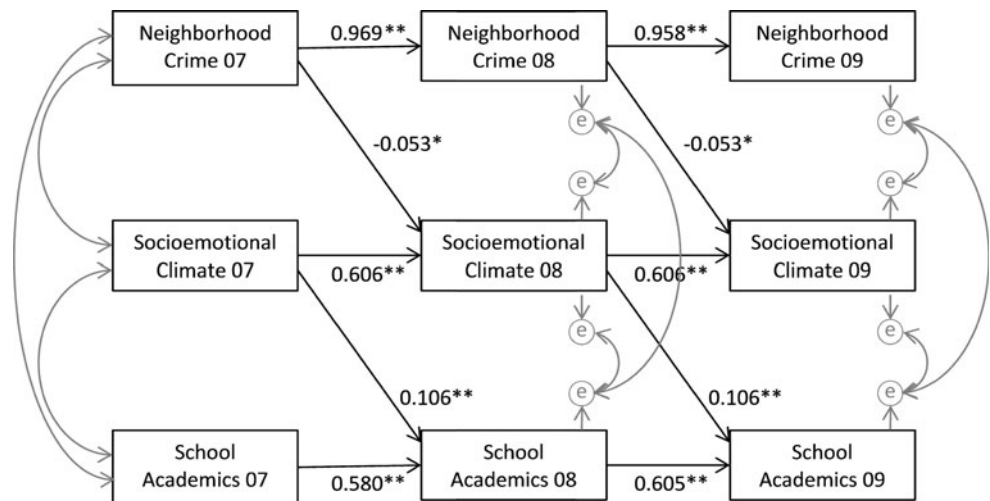 Neighborhood
Crime 07
0.969**
Neighborhood
Crime 08
0.958**
Neighborhood
Crime 09
e
e
-0.053*
-0.053*
e
e
Socioemotional
Climate 07
0.606**
Socioemotional
Climate 08
0.606**
Socioemotional
Climate 09
e
e
0.106**
0.106**
e
e
School
Academics 07
0.580**
School
Academics 08
0.605**
School
Academics 09